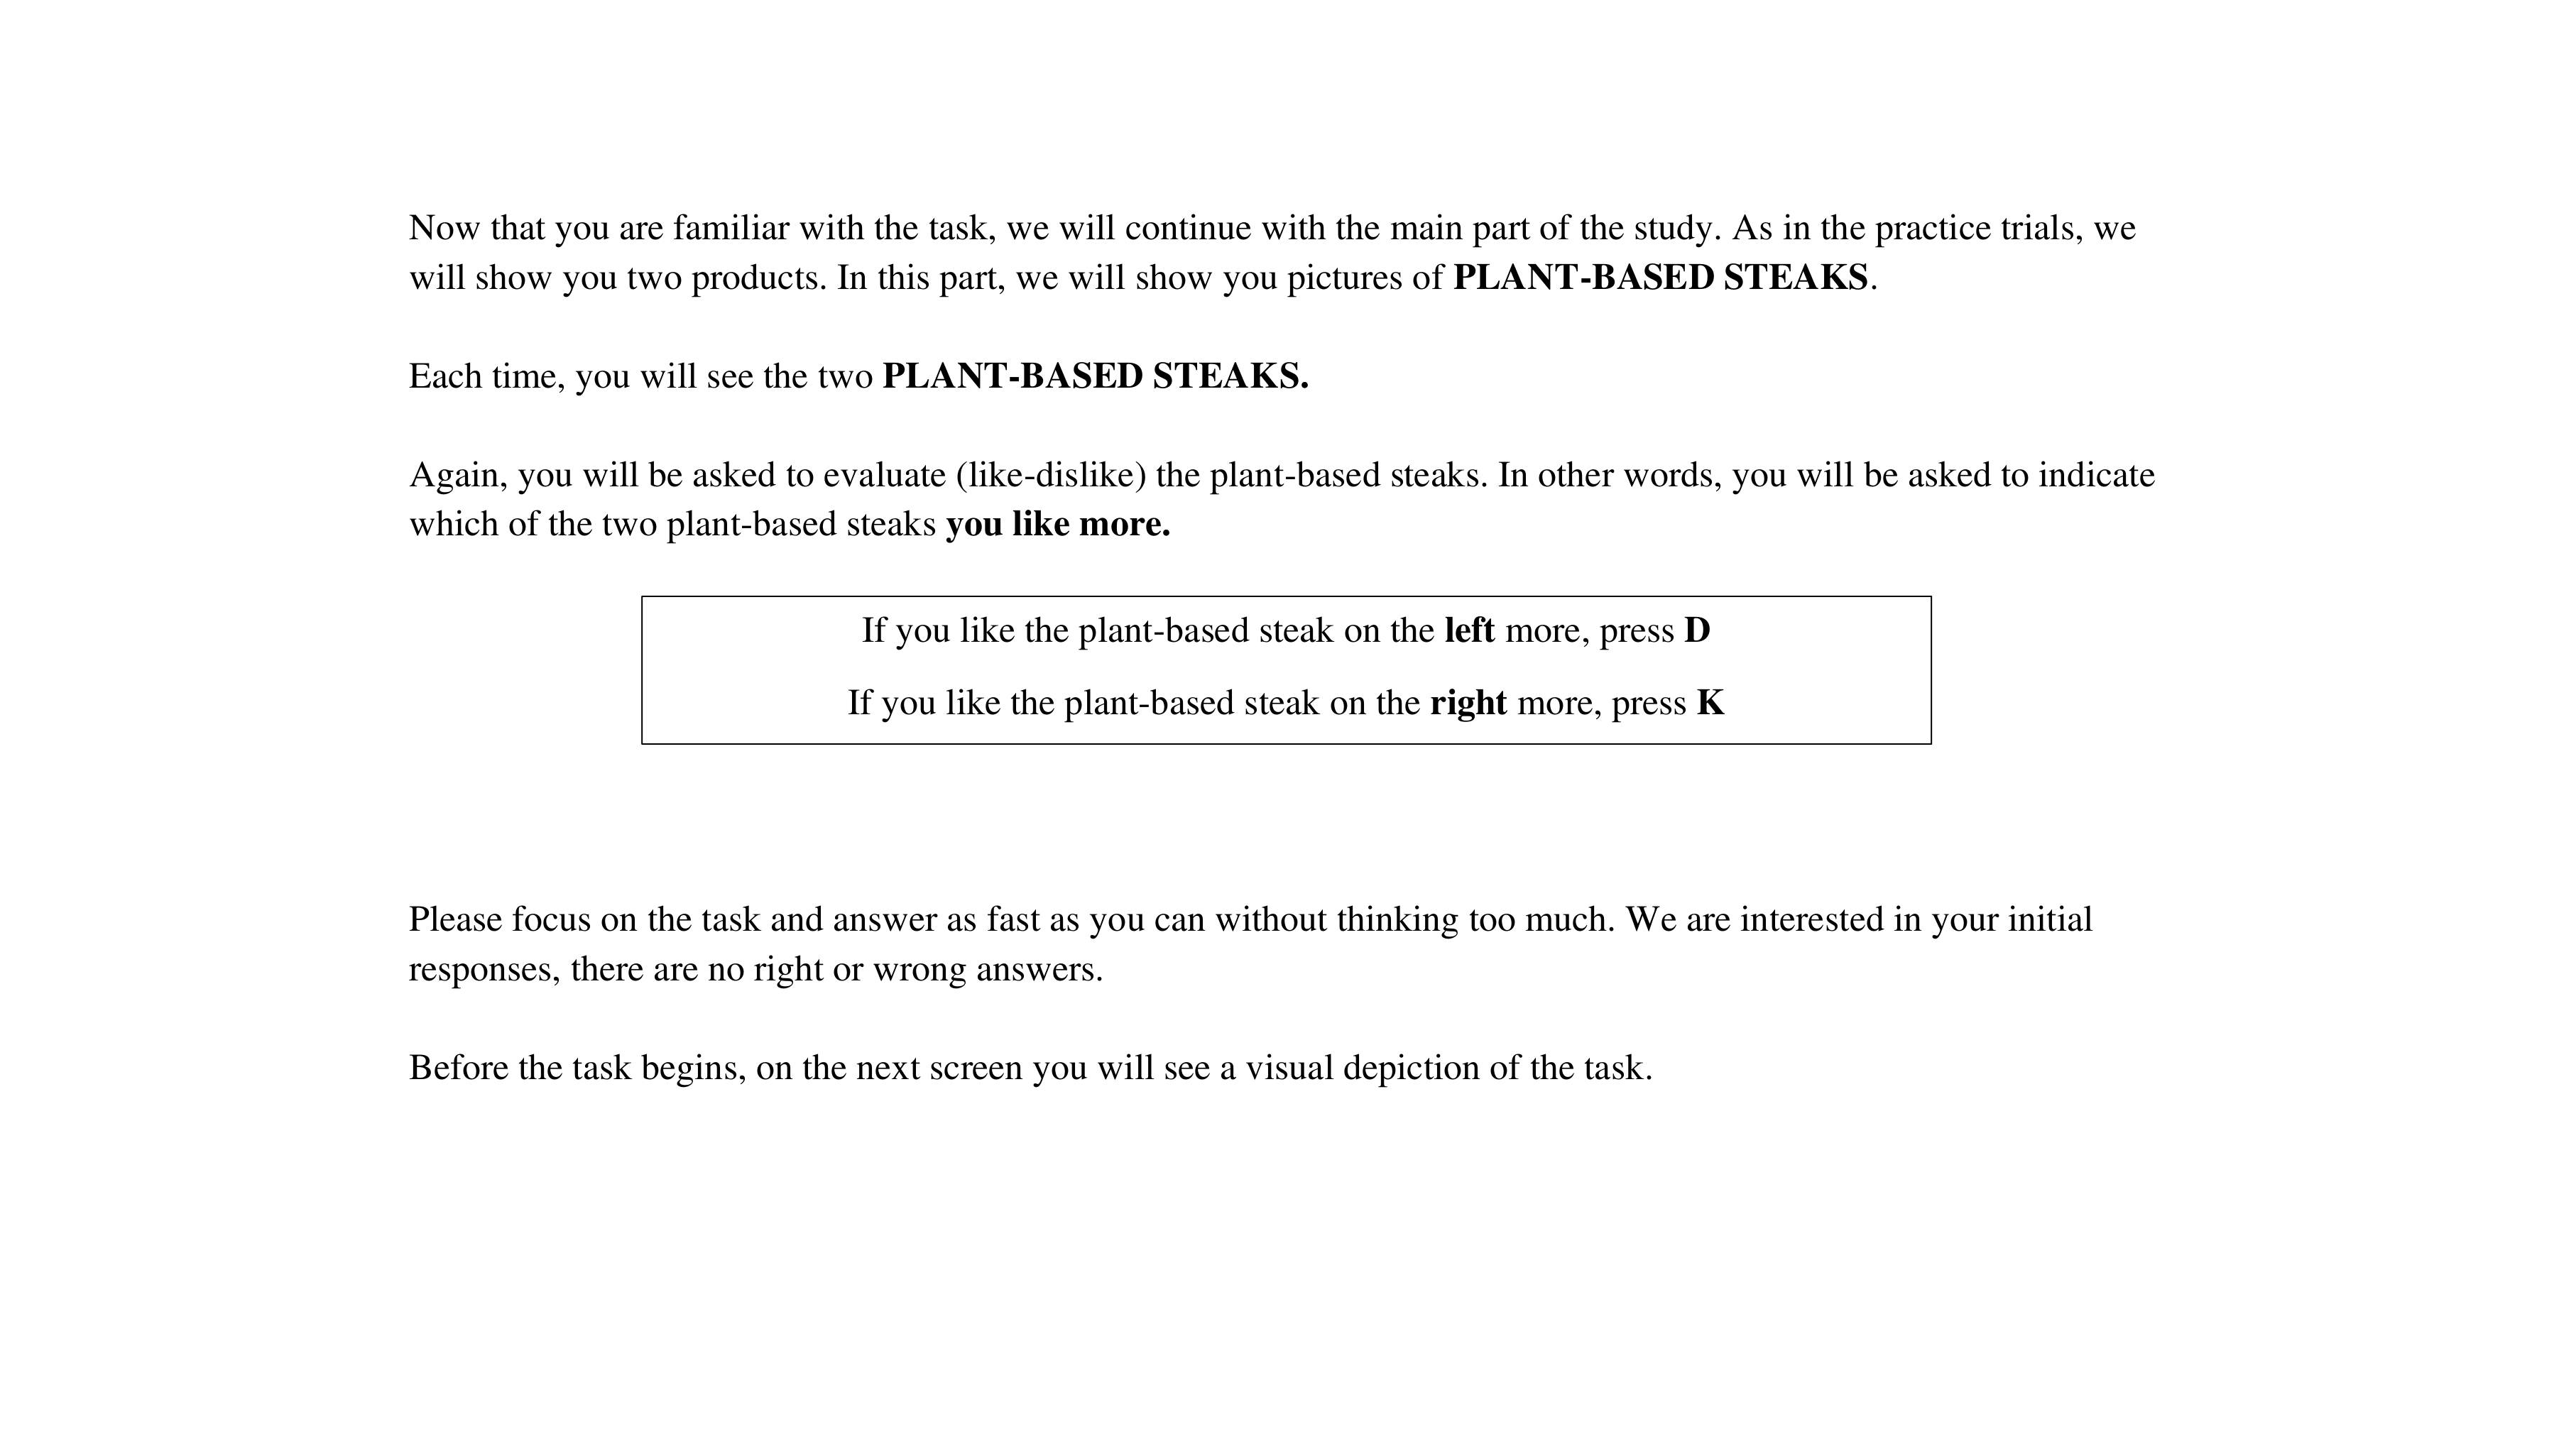 Now that you are familiar with the task, we will continue with the main part of the study. As in the practice trials, we
will show you two products. In this part, we will show you pictures of PLANT-BASED STEAKS.
Each time, you will see the two PLANT-BASED STEAKS.
Again, you will be asked to evaluate (like-dislike) the plant-based steaks. In other words, you will be asked to indicate
which of the two plant-based steaks you like more.
If you like the plant-based steak on the left more, press D
If you like the plant-based steak on the right more, press K
Please focus on the task and answer as fast as you can without thinking too much. We are interested in your initial
responses, there are no right or wrong answers.
Before the task begins, on the next screen you will see a visual depiction of the task.